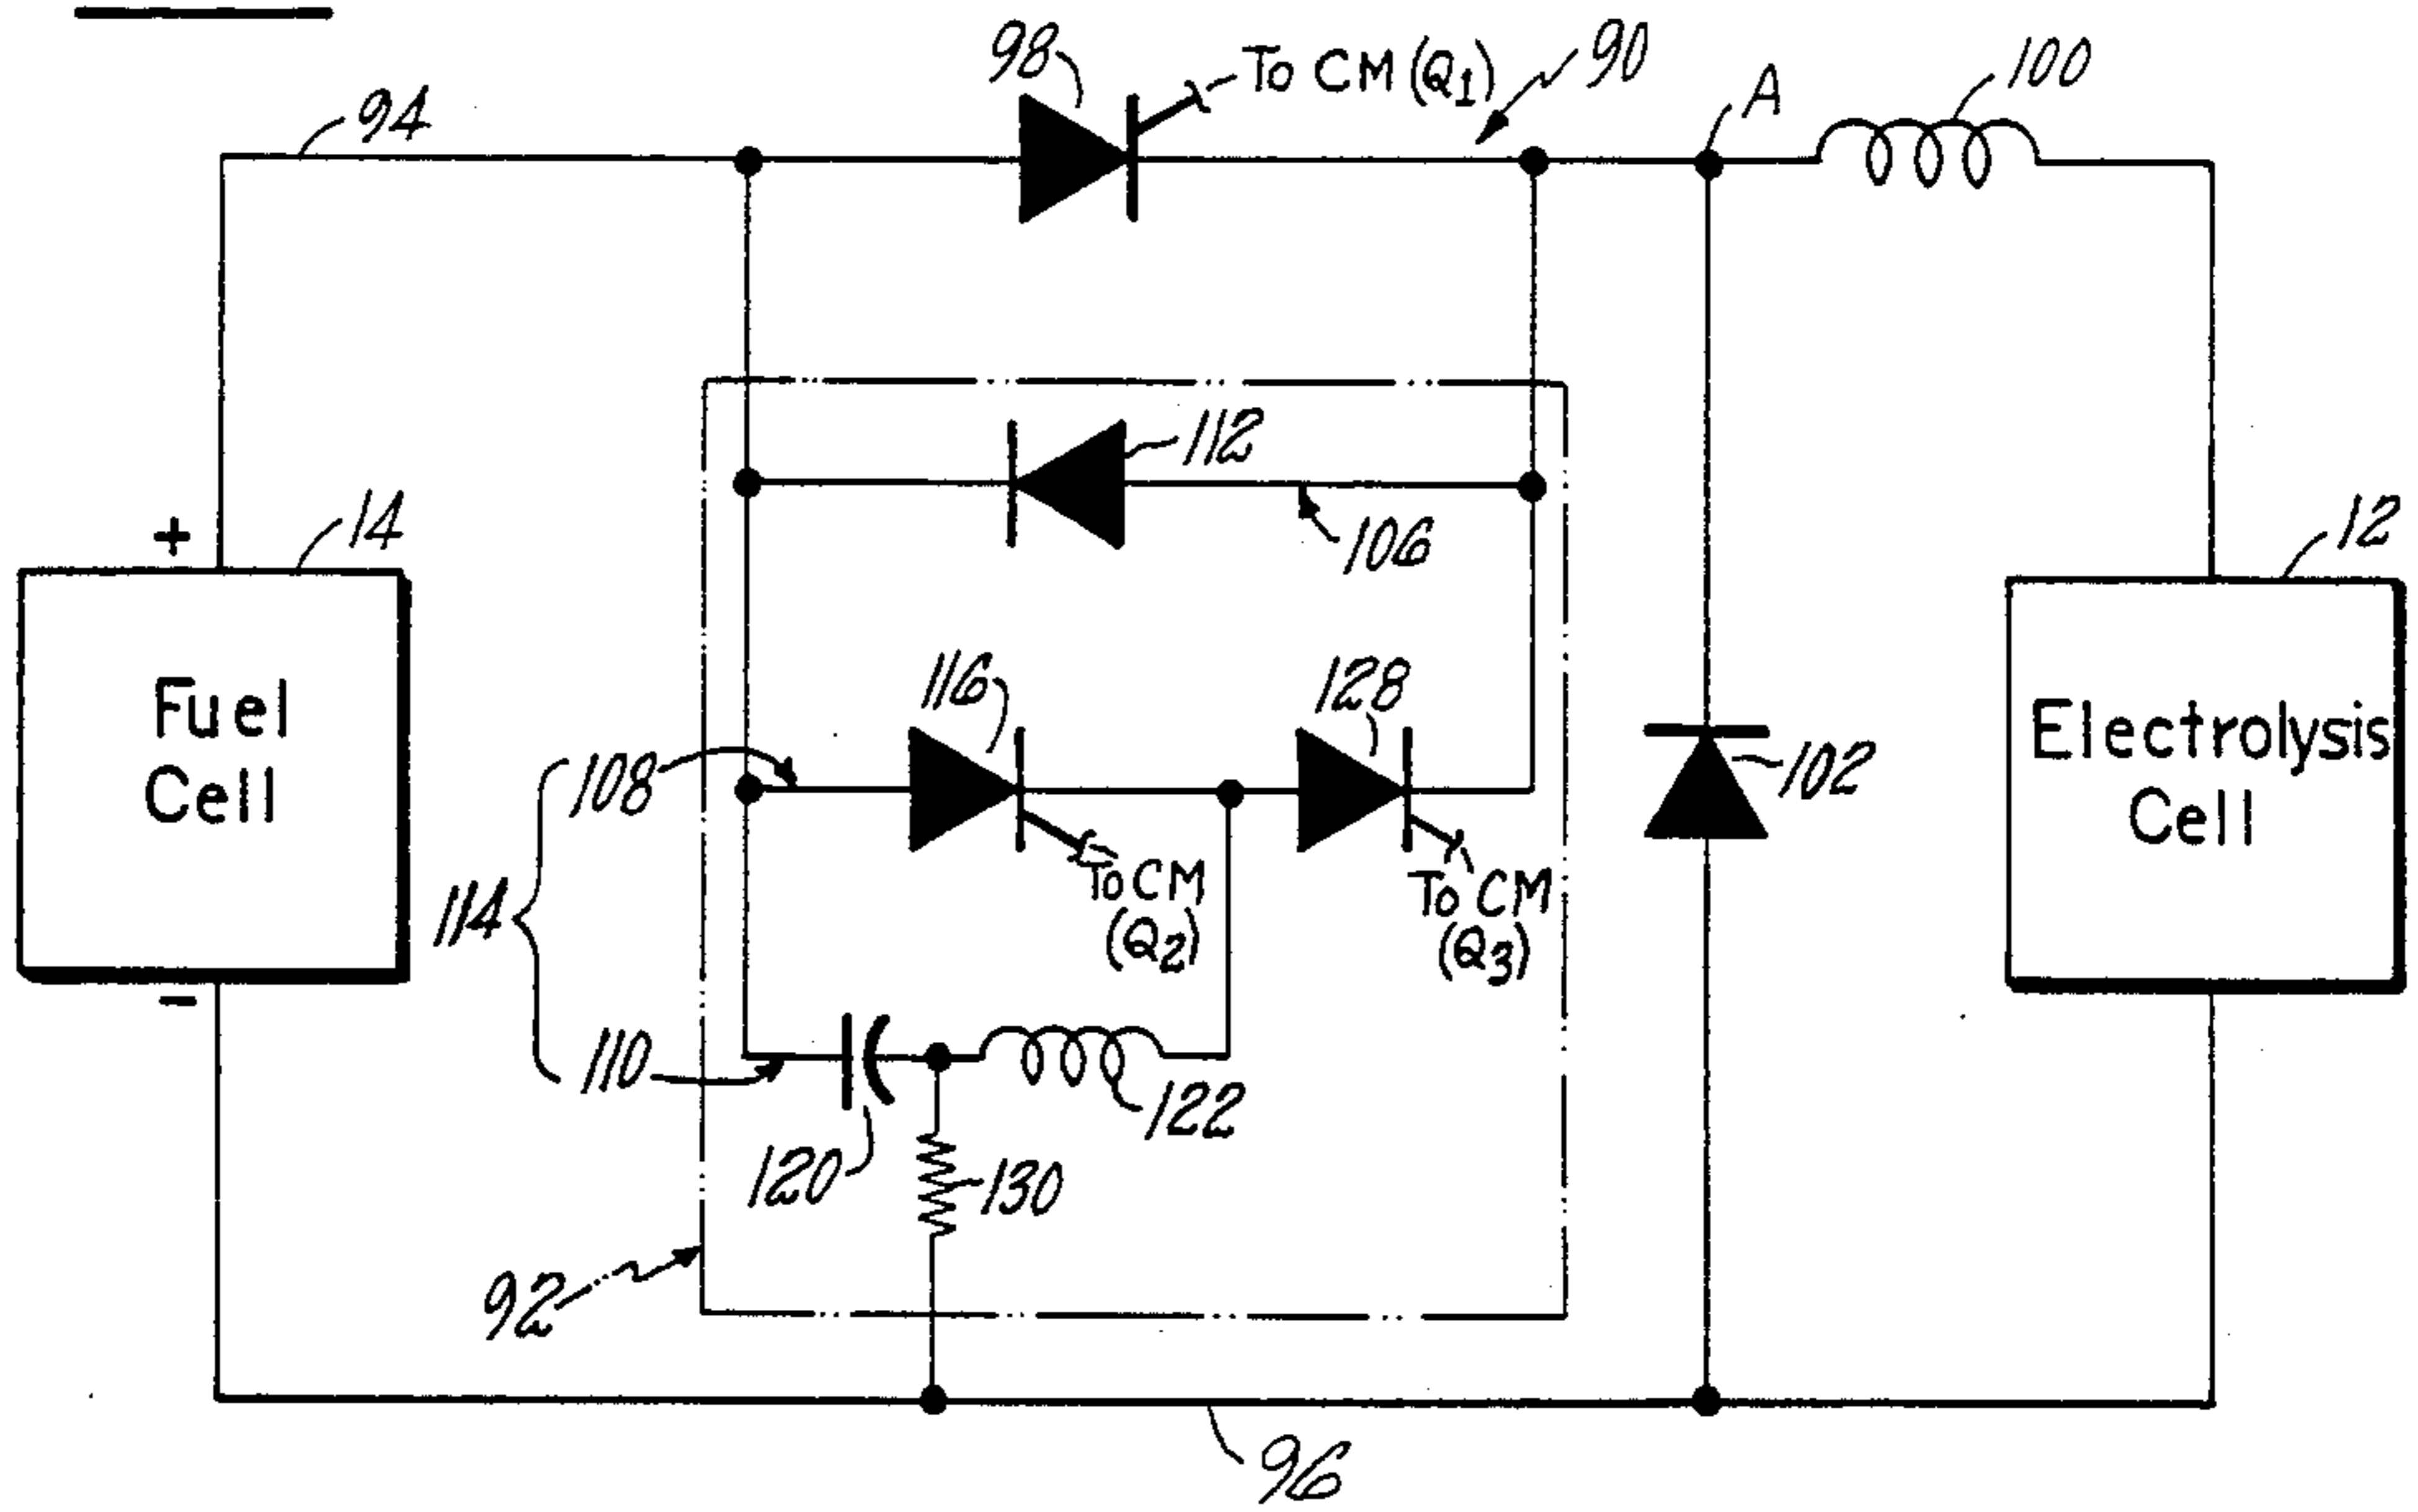 98
To CM (Q1)
90
100
94
A
112
+
14
106
12
Fuel
Cell
116
128
Electrolysis
Cell
108
102
To CM
(Q2)
To CM
(Q3)
114
−
110
122
120
130
92
96